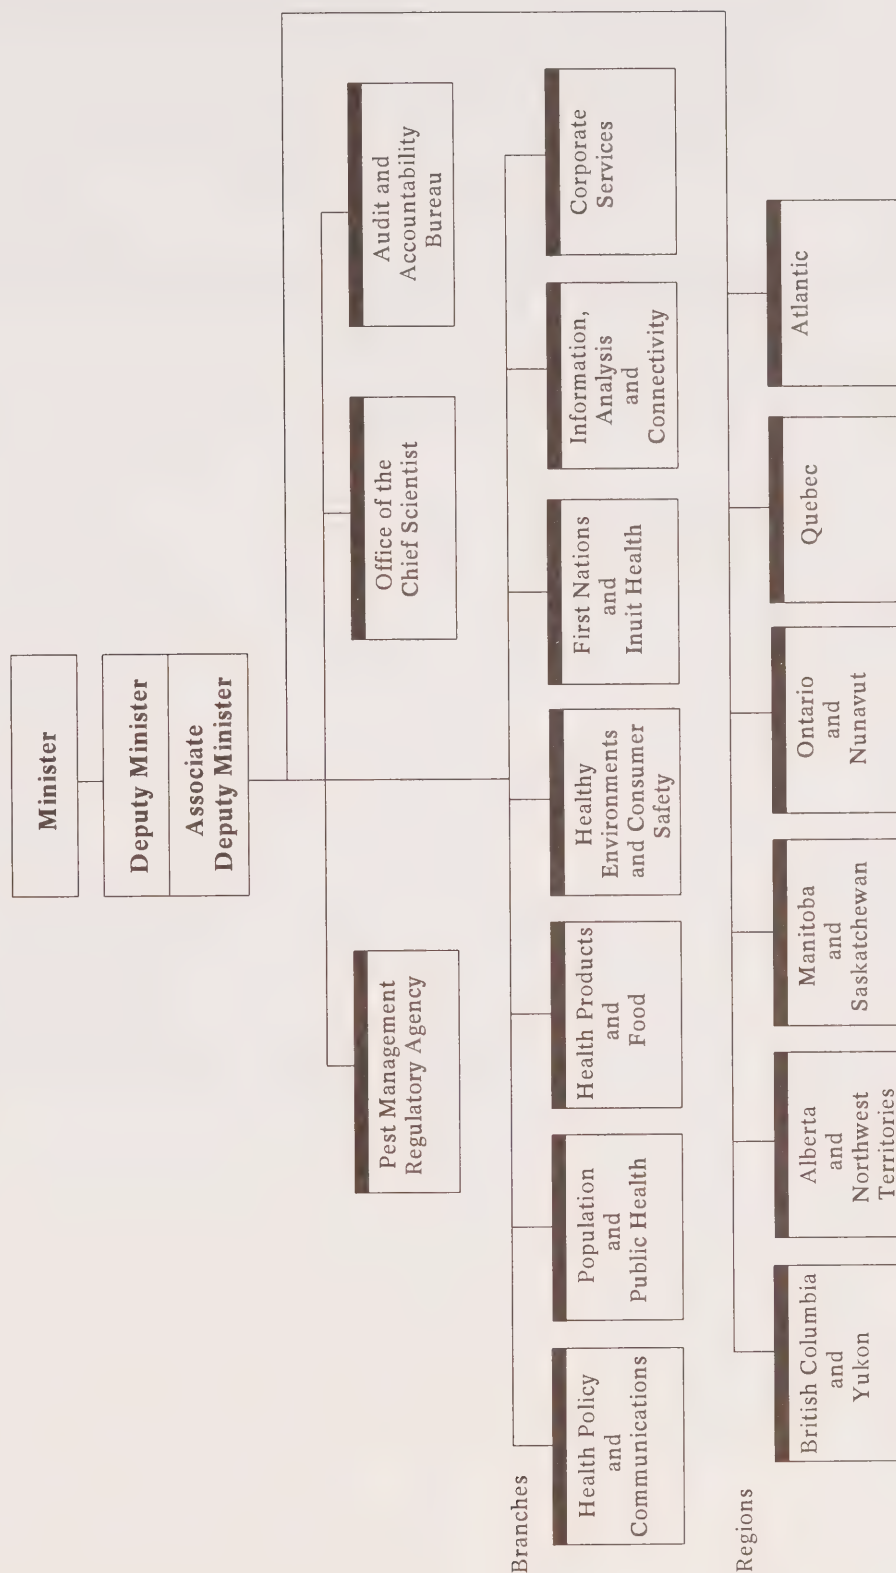 Minister
Deputy Minister
Associate
Deputy Minister
Pest Management
Regulatory Agency
Office of the
Chief Scientist
Audit and
Accountability
Bureau
Branches
Health Policy
and
Communications
Population
and
Public Health
Health Products
and
Food
Healthy
Environments
and Consumer
Safety
First Nations
and
Inuit Health
Information,
Analysis
and
Connectivity
Corporate
Services
Regions
British Columbia
and
Yukon
Alberta
and
Northwest
Territories
Manitoba
and
Saskatchewan
Ontario
and
Nunavut
Quebec
Atlantic